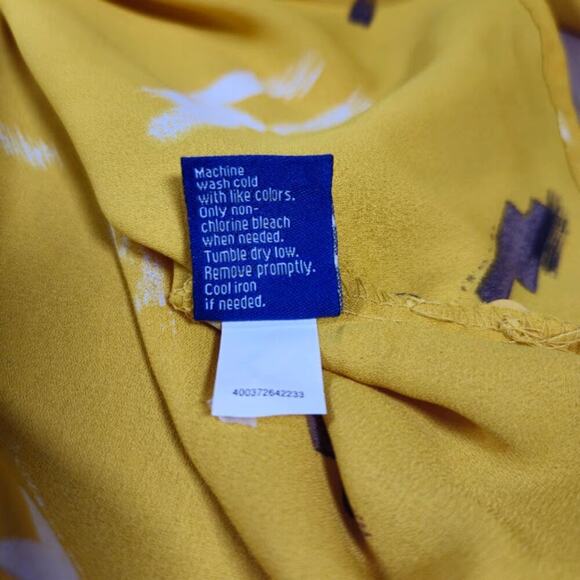 Machine
wash cold
with like colors.
Only non-
chlorine bleach
when needed.
Tumble dry low.
Remove promptly.
Cool iron
if needed.
400372642233